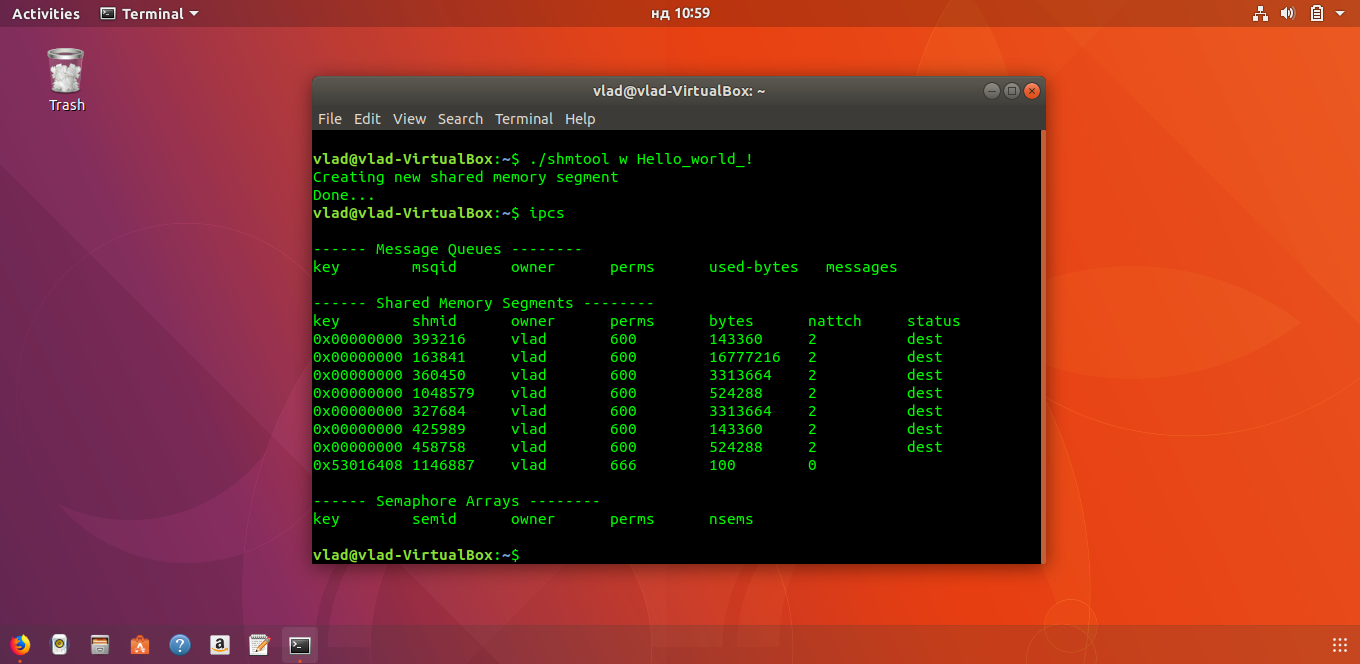 Activities Terminal нд 10:59
Trash
vlad@vlad-VirtualBox: ~
File Edit View Search Terminal Help
vlad@vlad-VirtualBox:~$ ./shmtool w Hello_world_!
Creating new shared memory segment
Done...
vlad@vlad-VirtualBox:~$ ipcs
------ Message Queues --------
key        msqid      owner      perms      used-bytes   messages
------ Shared Memory Segments --------
key        shmid      owner      perms      bytes      nattch     status
0x00000000 393216     vlad       600        143360     2          dest
0x00000000 163841     vlad       600        16777216   2          dest
0x00000000 360450     vlad       600        3313664    2          dest
0x00000000 1048579    vlad       600        524288     2          dest
0x00000000 327684     vlad       600        3313664    2          dest
0x00000000 425989     vlad       600        143360     2          dest
0x00000000 458758     vlad       600        524288     2          dest
0x53016408 1146887    vlad       666        100        0
------ Semaphore Arrays --------
key        semid      owner      perms      nsems
vlad@vlad-VirtualBox:~$